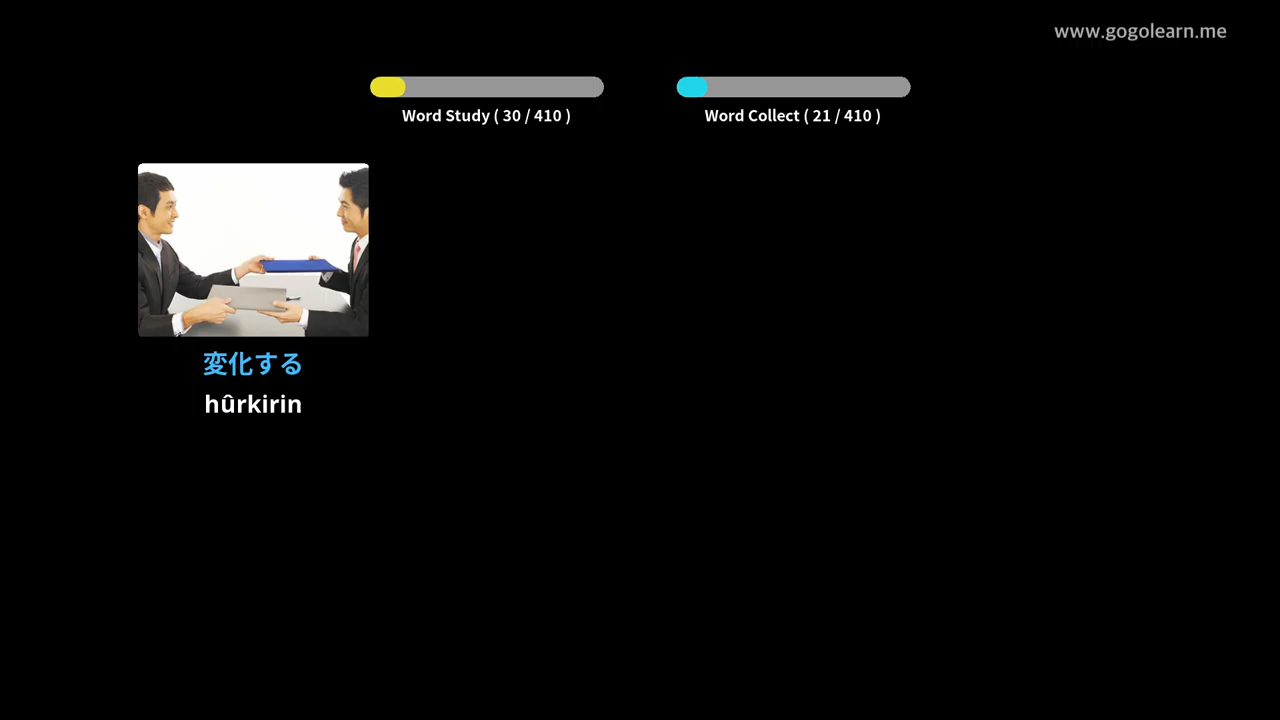 www.gogolearn.me
Word Study ( 30 / 410 )
Word Collect ( 21 / 410 )
変化する
hûrkirin